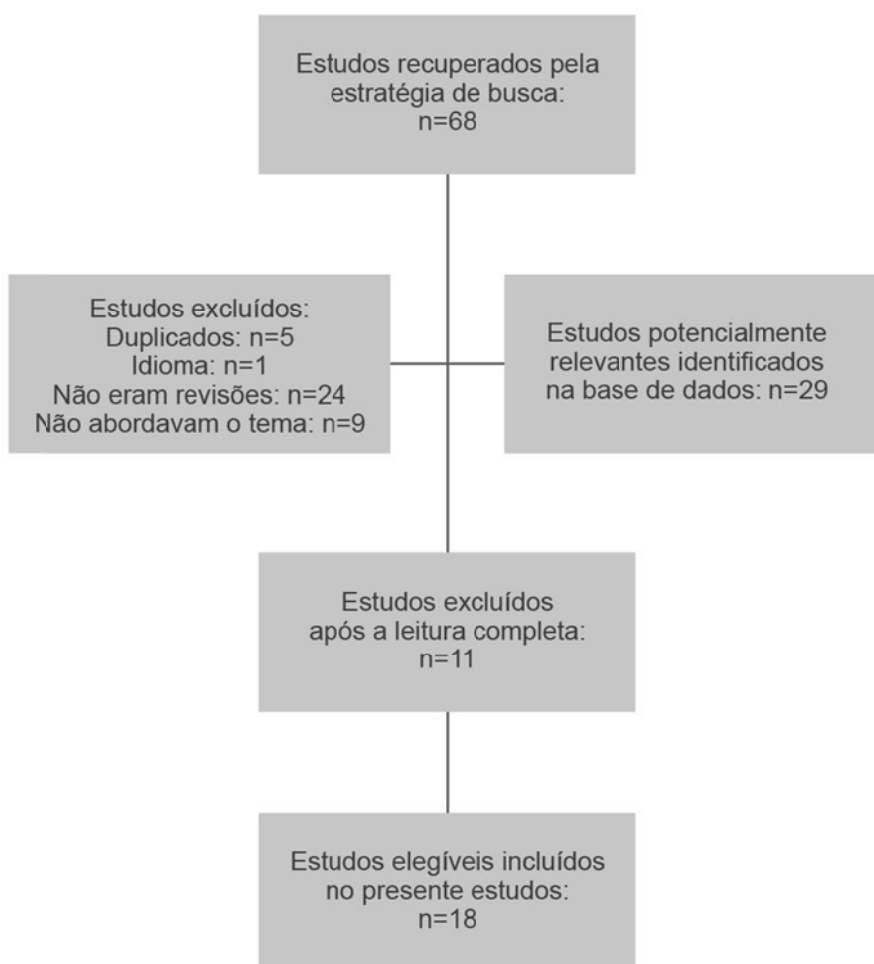 Estudos recuperados pela
estratégia de busca:
n=68
Estudos excluídos:
Duplicados: n=5
Idioma: n=1
Não eram revisões: n=24
Não abordavam o tema: n=9
Estudos potencialmente
relevantes identificados
na base de dados: n=29
Estudos excluídos
após a leitura completa:
n=11
Estudos elegíveis incluídos
no presente estudos:
n=18